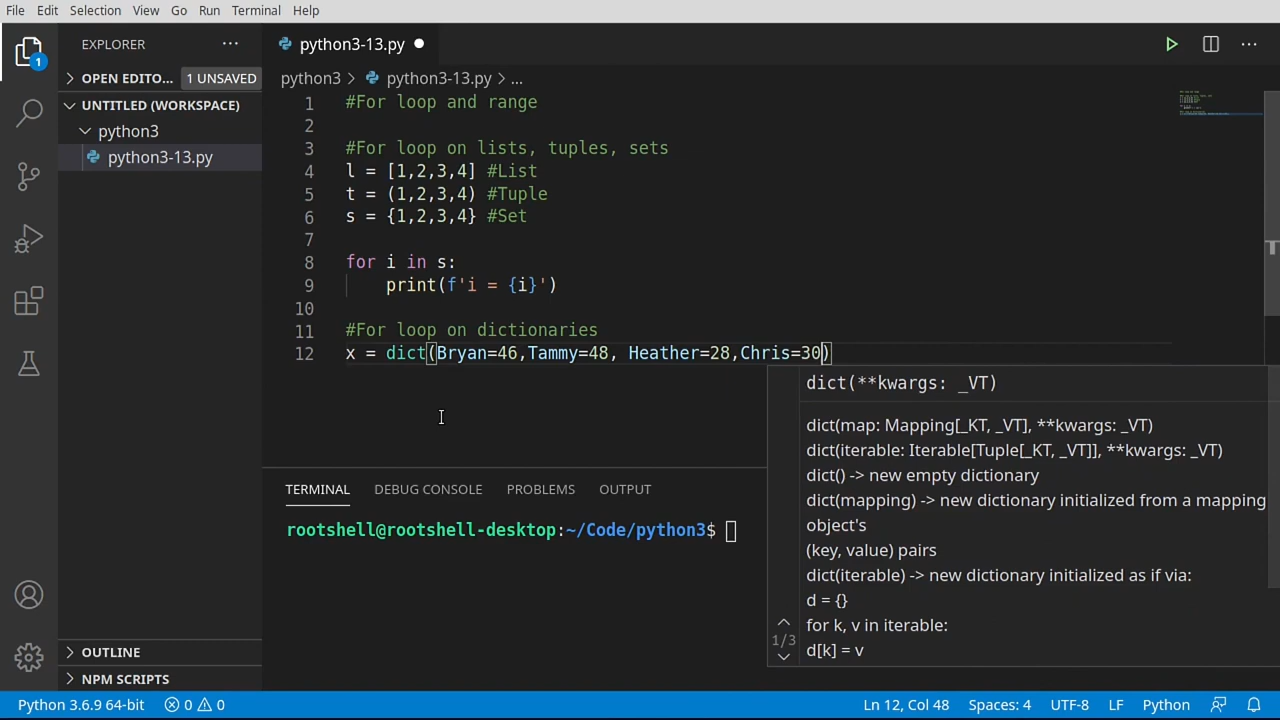 File Edit Selection View Go Run Terminal Help
EXPLORER ···
python3-13.py
1
OPEN EDITO... 1 UNSAVED
python3 > python3-13.py > ...
UNTITLED (WORKSPACE)
python3
python3-13.py
1 #For loop and range
2
3 #For loop on lists, tuples, sets
4 l = [1,2,3,4] #List
5 t = (1,2,3,4) #Tuple
6 s = {1,2,3,4} #Set
7
8 for i in s:
9 print(f'i = {i}')
10
11 #For loop on dictionaries
12 x = dict(Bryan=46,Tammy=48, Heather=28,Chris=30)
dict(**kwargs: _VT)
dict(map: Mapping[_KT, _VT], **kwargs: _VT)
dict(iterable: Iterable[Tuple[_KT, _VT]], **kwargs: _VT)
dict() -> new empty dictionary
dict(mapping) -> new dictionary initialized from a mapping
object's
(key, value) pairs
dict(iterable) -> new dictionary initialized as if via:
d = {}
for k, v in iterable:
d[k] = v
1/3
TERMINAL DEBUG CONSOLE PROBLEMS OUTPUT
rootshell@rootshell-desktop:~/Code/python3$
OUTLINE
NPM SCRIPTS
Python 3.6.9 64-bit 0 0 Ln 12, Col 48 Spaces: 4 UTF-8 LF Python